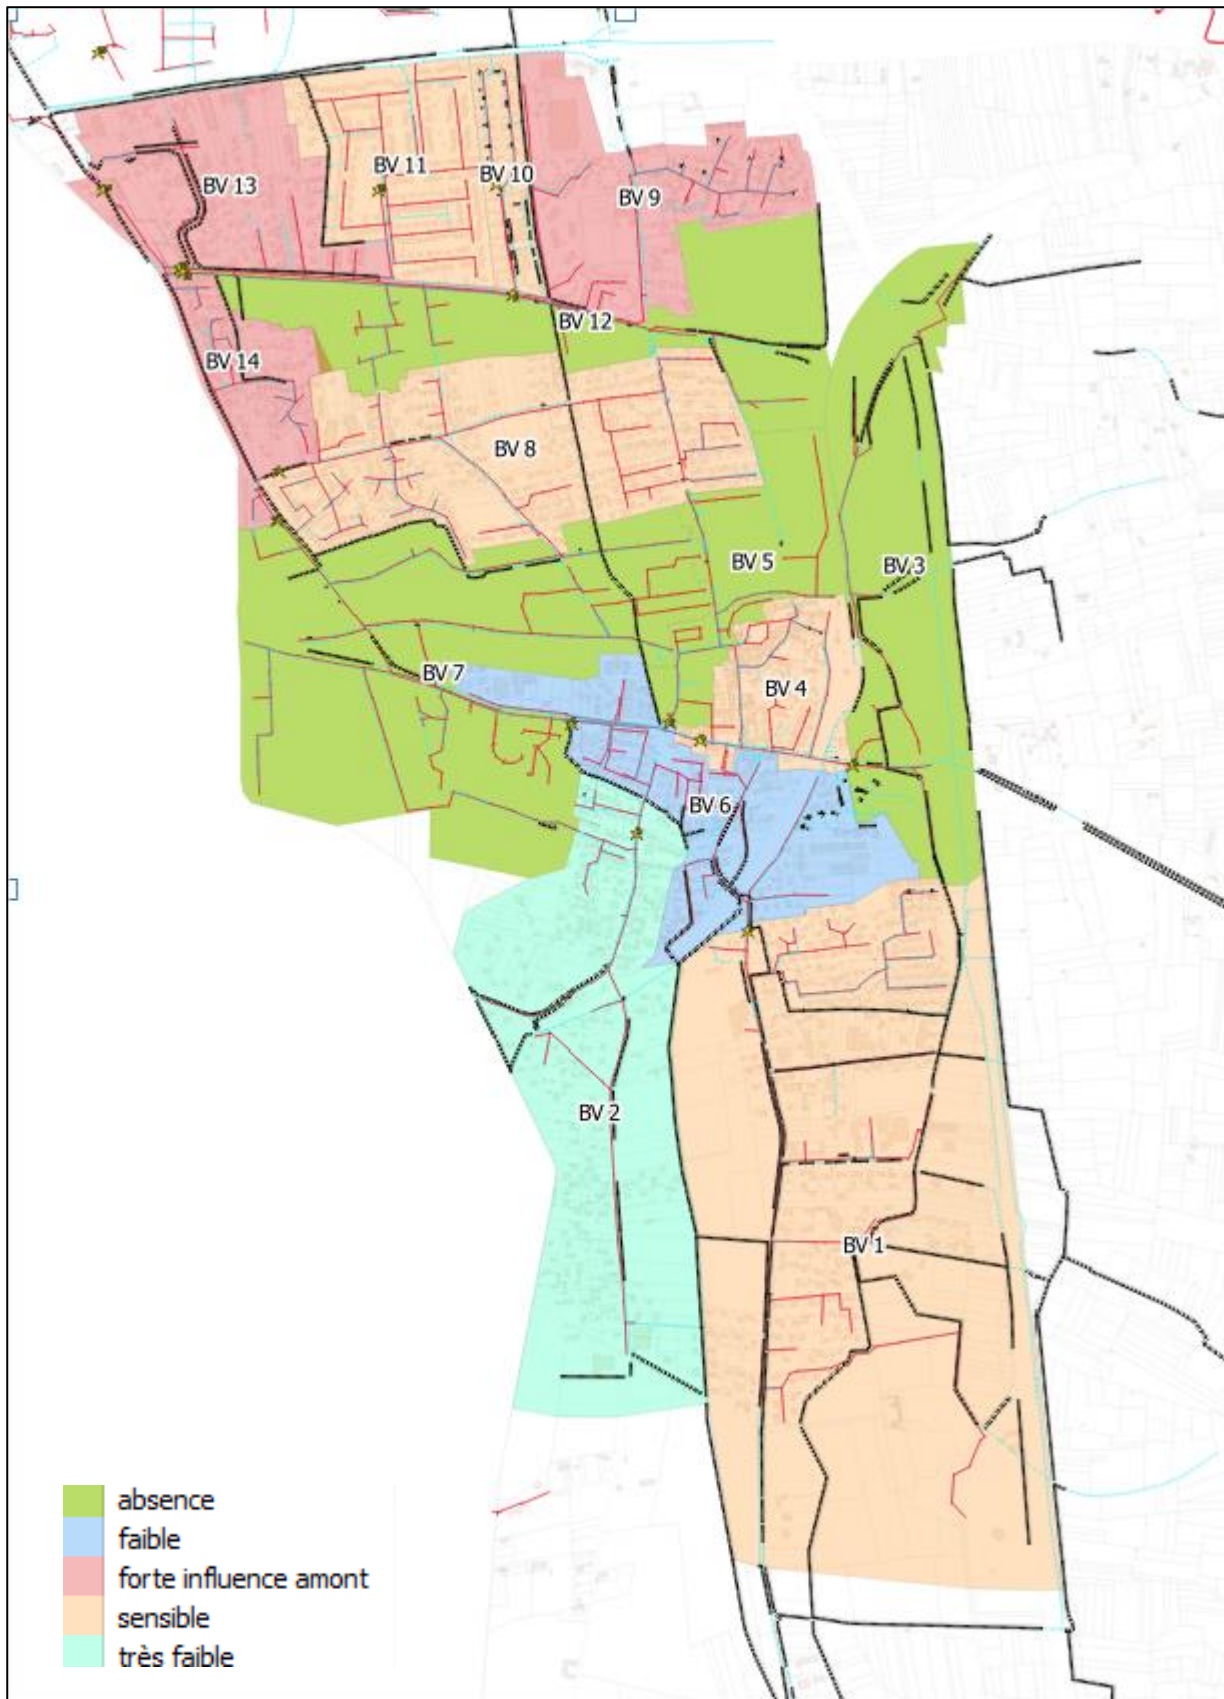 BV 11
BV 10
BV 13
BV 9
BV 12
BV 14
BV 8
BV 5
BV 3
BV 7
BV 4
BV 6
BV 2
BV 1
absence
faible
forte influence amont
sensible
très faible